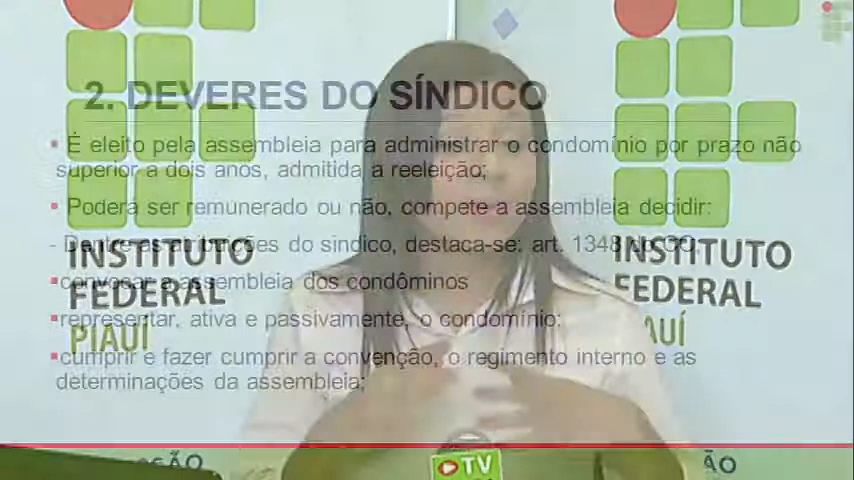 2. DEVERES DO SÍNDICO
▪ É eleito pela assembleia para administrar o condomínio por prazo não
superior a dois anos, admitida a reeleição;
▪ Poderá ser remunerado ou não, compete a assembleia decidir:
- Dentre as atribuições do sindico, destaca-se: art. 1348 do CC:
▪convocar a assembleia dos condôminos
▪representar, ativa e passivamente, o condomínio;
▪cumprir e fazer cumprir a convenção, o regimento interno e as
determinações da assembleia;
INSTITUTO
FEDERAL
PIAUÍ
INSTITUTO
FEDERAL
AUÍ
TV